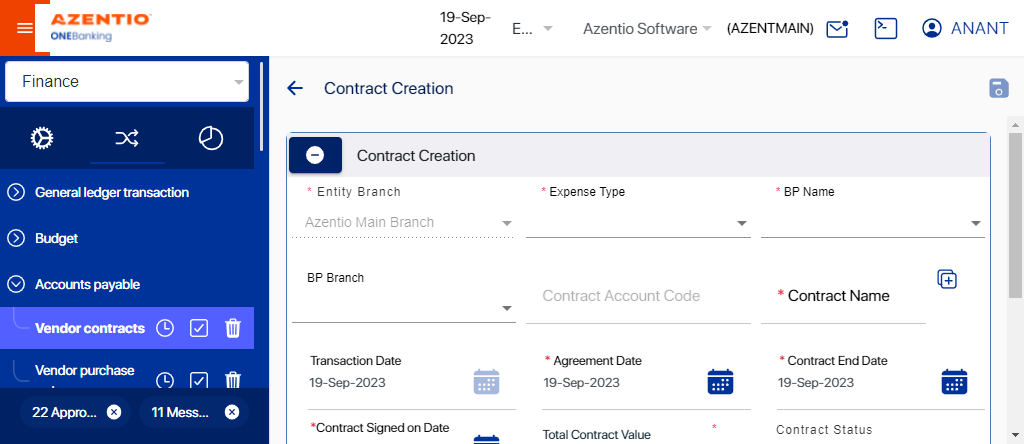 AZENTIO
ONEBanking
19-Sep-
2023
E...
Azentio Software
(AZENTMAIN)
ANANT
Finance
Contract Creation
General ledger transaction
Budget
Accounts payable
Vendor contracts
Vendor purchase
22 Appro...
11 Mess...
Contract Creation
* Entity Branch
* Expense Type
* BP Name
Azentio Main Branch
BP Branch
Contract Account Code
* Contract Name
Transaction Date
* Agreement Date
* Contract End Date
19-Sep-2023
19-Sep-2023
19-Sep-2023
*Contract Signed on Date
Total Contract Value *
Contract Status